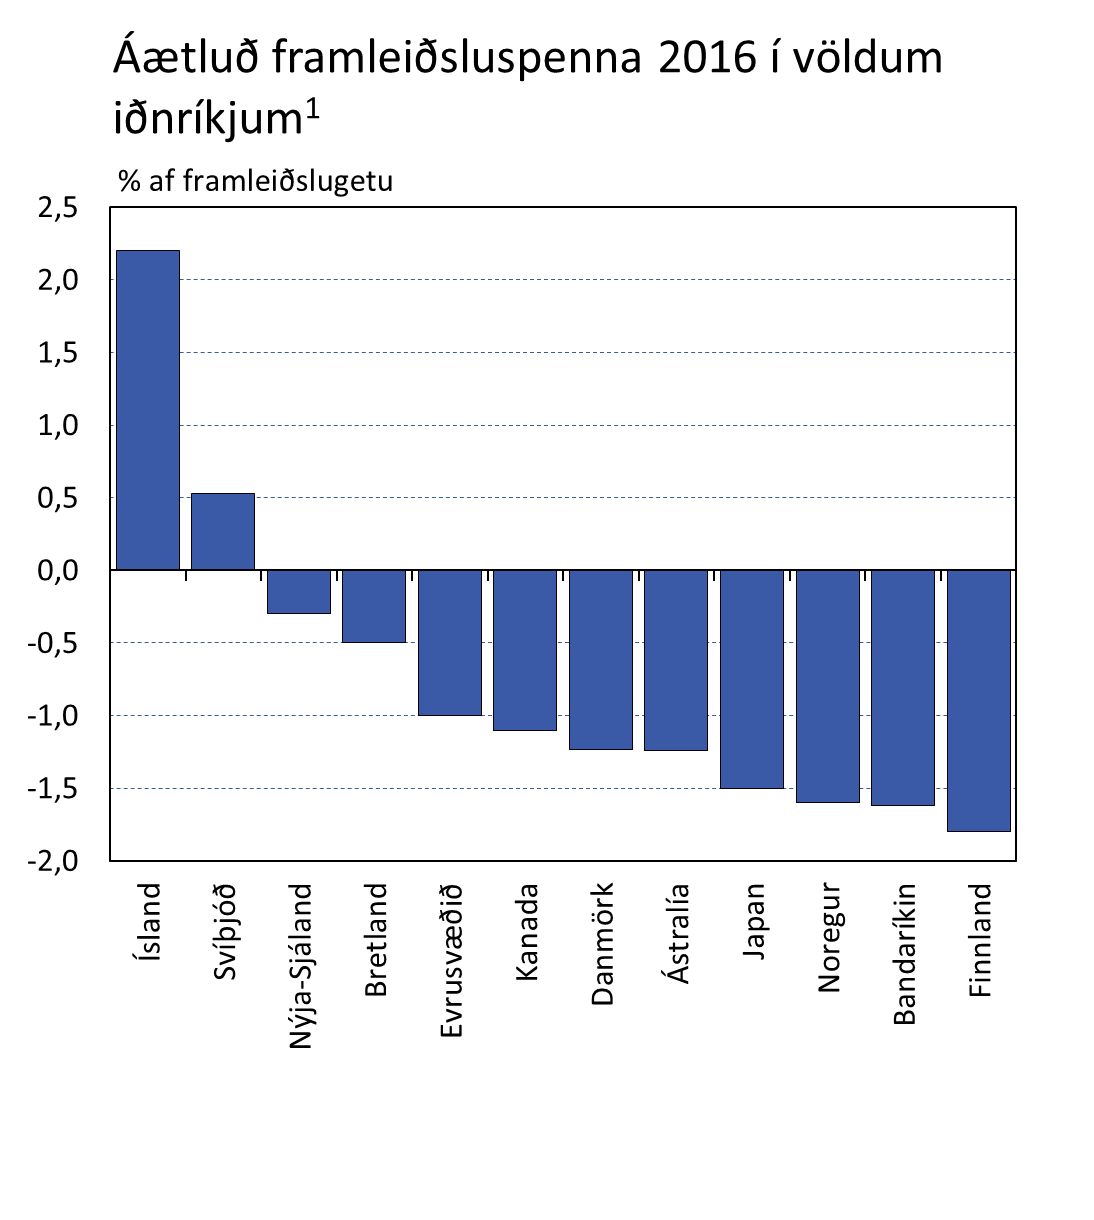 Áætluð framleiðsluspenna 2016 í völdum
iðnríkjum¹
% af framleiðslugetu
2,5
2,0
1,5
1,0
0,5
0,0
-0,5
-1,0
-1,5
-2,0
Ísland
Svíþjóð
Nýja-Sjáland
Bretland
Evrusvæðið
Kanada
Danmörk
Ástralía
Japan
Noregur
Bandaríkin
Finnland